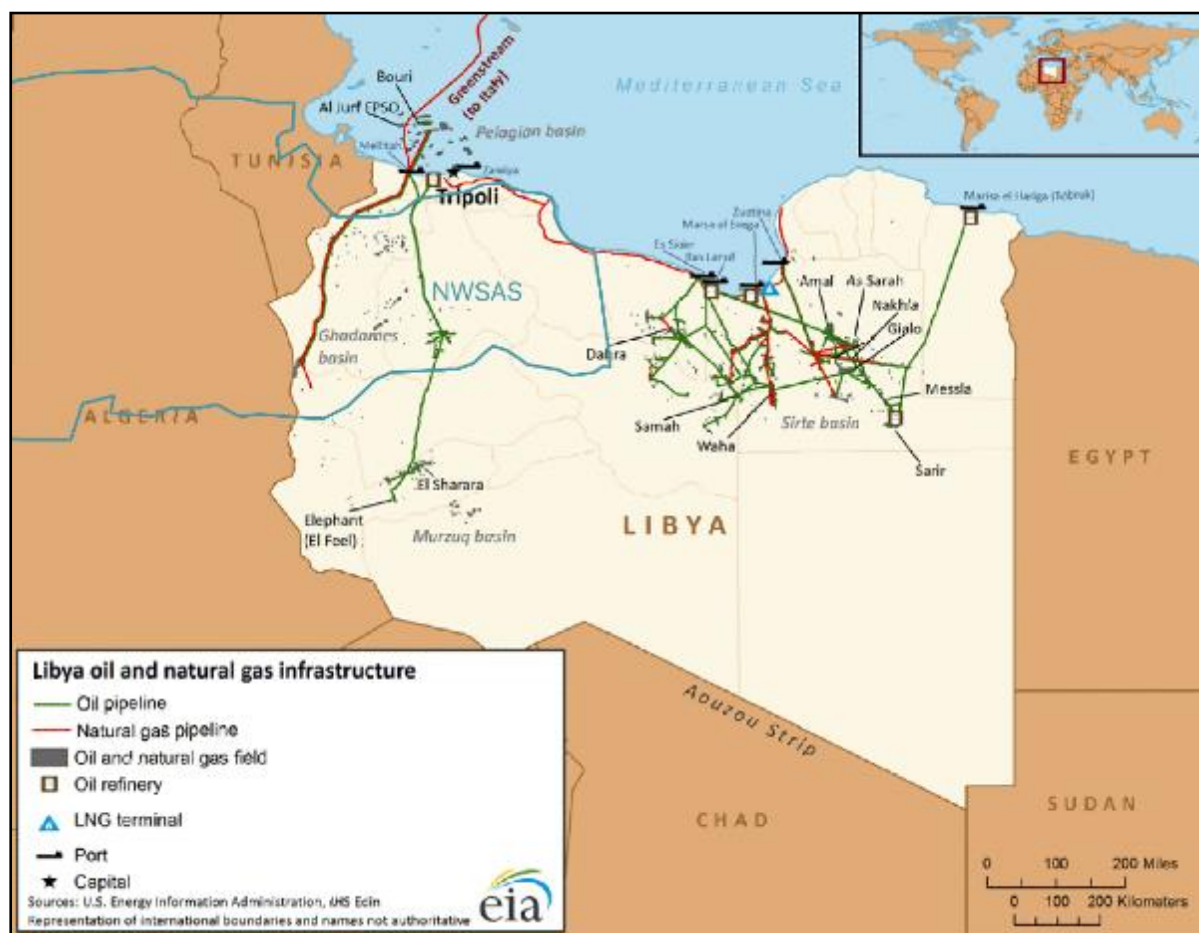 Mediterranean Sea
Greenstream
(to Italy)
Bouri
Al Jurf FPSO
Pelagian basin
Mellitah
Zawiya
TUNISIA
Tripoli
Zueitina
Marsa el Brega
Es Sider
Ras Lanuf
Marsa el Hariga (Tobruk)
NWSAS
Amal
As Sarah
Nakhla
Gialo
Ghadames
basin
Dahra
Messla
ALGERIA
Samah
Waha
Sirte basin
Sarir
EGYPT
El Sharara
Elephant
(El Feel)
Murzuq basin
LIBYA
Aouzou Strip
CHAD
SUDAN
Libya oil and natural gas infrastructure
Oil pipeline
Natural gas pipeline
Oil and natural gas field
Oil refinery
LNG terminal
Port
Capital
Sources: U.S. Energy Information Administration, IHS Edin
Representation of international boundaries and names not authoritative
eia
0 100 200 Miles
0 100 200 Kilometers